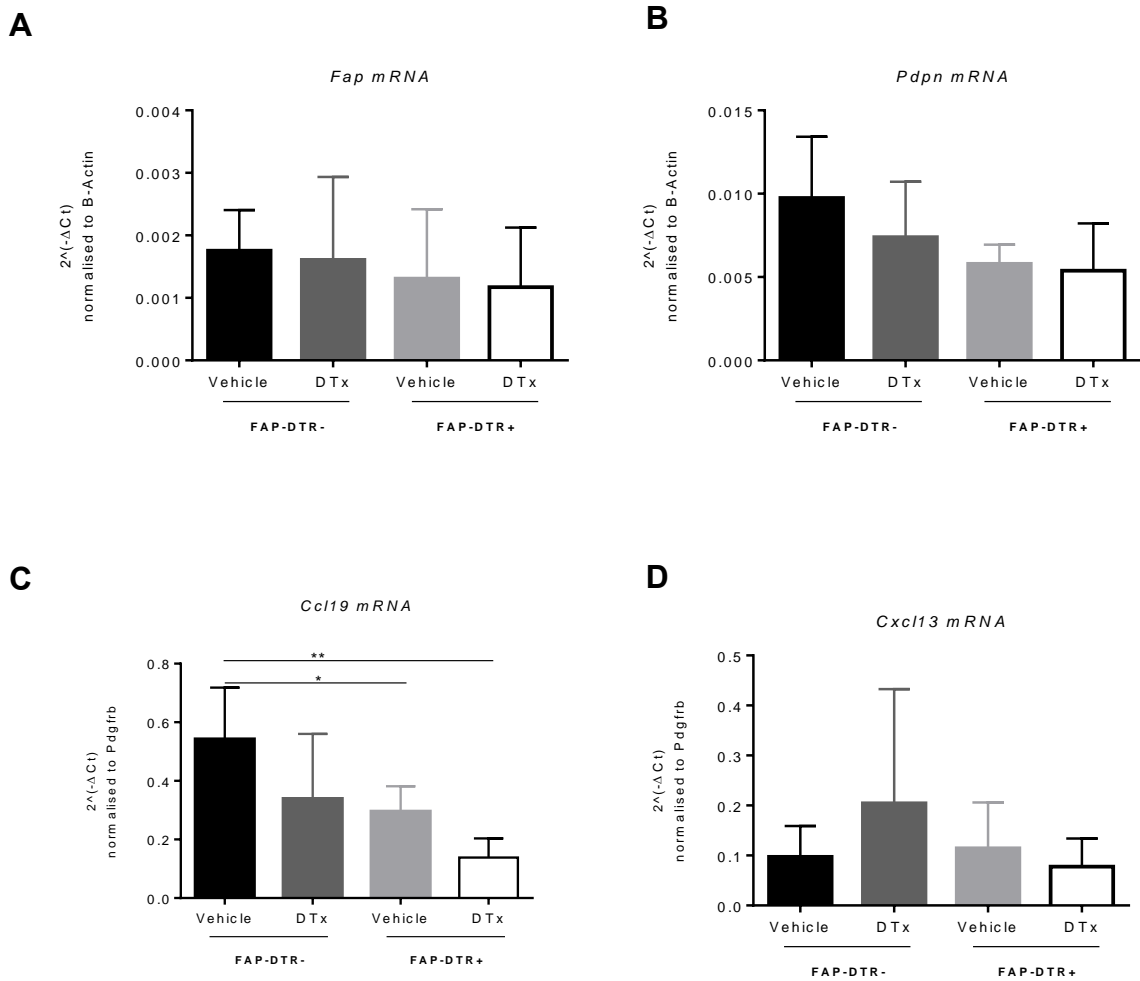 A
Fap mRNA
2^(-ΔCt)
normalised to B-Actin
0.004
0.003
0.002
0.001
0.000
Vehicle DTx Vehicle DTx
FAP-DTR- FAP-DTR+
B
Pdpn mRNA
2^(-ΔCt)
normalised to B-Actin
0.015
0.010
0.005
0.000
Vehicle DTx Vehicle DTx
FAP-DTR- FAP-DTR+
C
Ccl19 mRNA
2^(-ΔCt)
normalised to Pdgfrb
0.8
0.6
0.4
0.2
0.0
**
*
Vehicle DTx Vehicle DTx
FAP-DTR- FAP-DTR+
D
Cxcl13 mRNA
2^(-ΔCt)
normalised to Pdgfrb
0.5
0.4
0.3
0.2
0.1
0.0
Vehicle DTx Vehicle DTx
FAP-DTR- FAP-DTR+